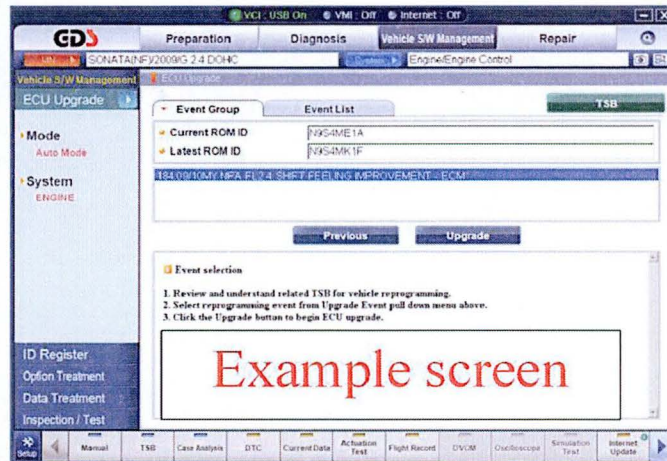 VCI : USB On VMI : Off Internet : Off
GDS Preparation Diagnosis Vehicle S/W Management Repair
VIN SONATA(NF)/2009/G 2.4 DOHC System Engine/Engine Control
Vehicle S/W Management ECU Upgrade
ECU Upgrade
Event Group Event List TSB
Mode
Auto Mode
System
ENGINE
Current ROM ID N9S4ME1A
Latest ROM ID N9S4MK1F
184.09/10MY NFA FL2.4 SHIFT FEELING IMPROVEMENT - ECM
Previous Upgrade
Event selection
1. Review and understand related TSB for vehicle reprogramming.
2. Select reprogramming event from Upgrade Event pull down menu above.
3. Click the Upgrade button to begin ECU upgrade.
Example screen
ID Register
Option Treatment
Data Treatment
Inspection / Test
Setup Manual TSB Case Analysis DTC Current Data Actuation Test Flight Record DVOM Oscilloscope Simulation Test Internet Update